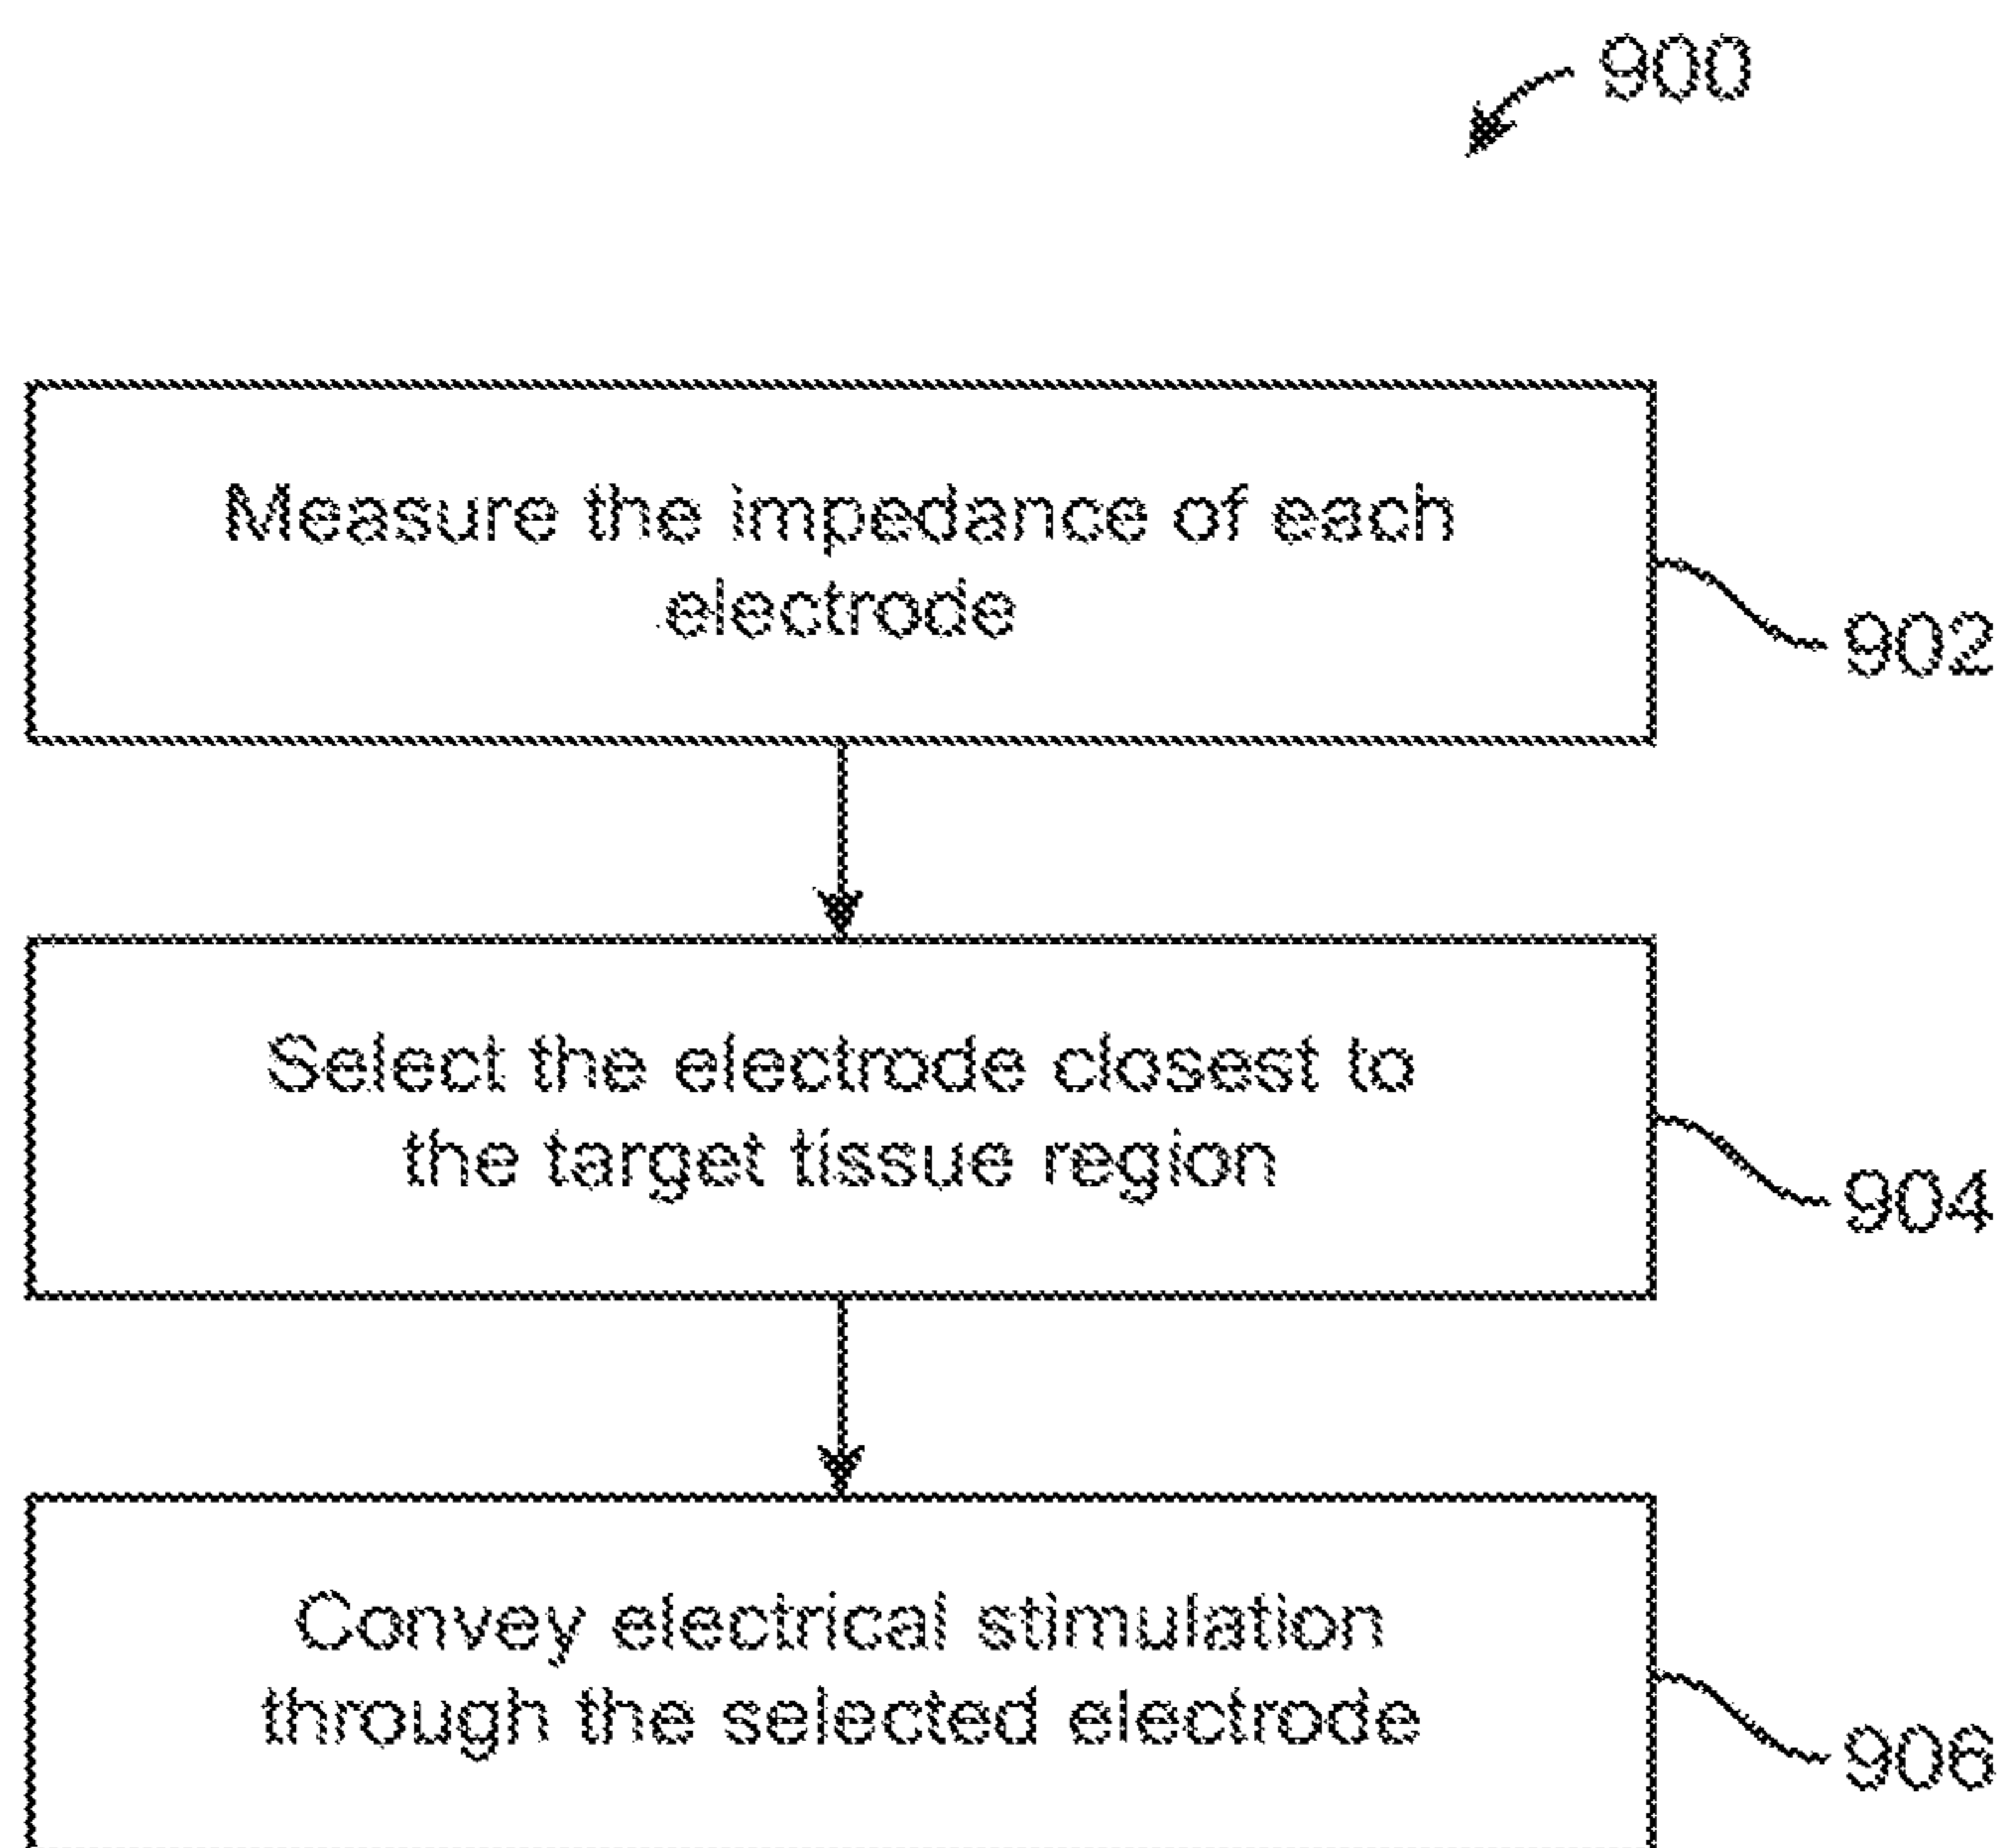 900
Measure the impedance of each
electrode
902
Select the electrode closest to
the target tissue region
904
Convey electrical stimulation
through the selected electrode
906